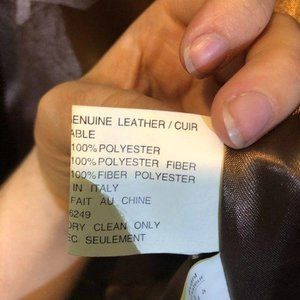 ENUINE LEATHER / CUIR
ABLE
100% POLYESTER
100% POLYESTER FIBER
100% FIBER POLYESTER
IN ITALY
FAIT AU CHINE
6249
DRY CLEAN ONLY
EC SEULEMENT